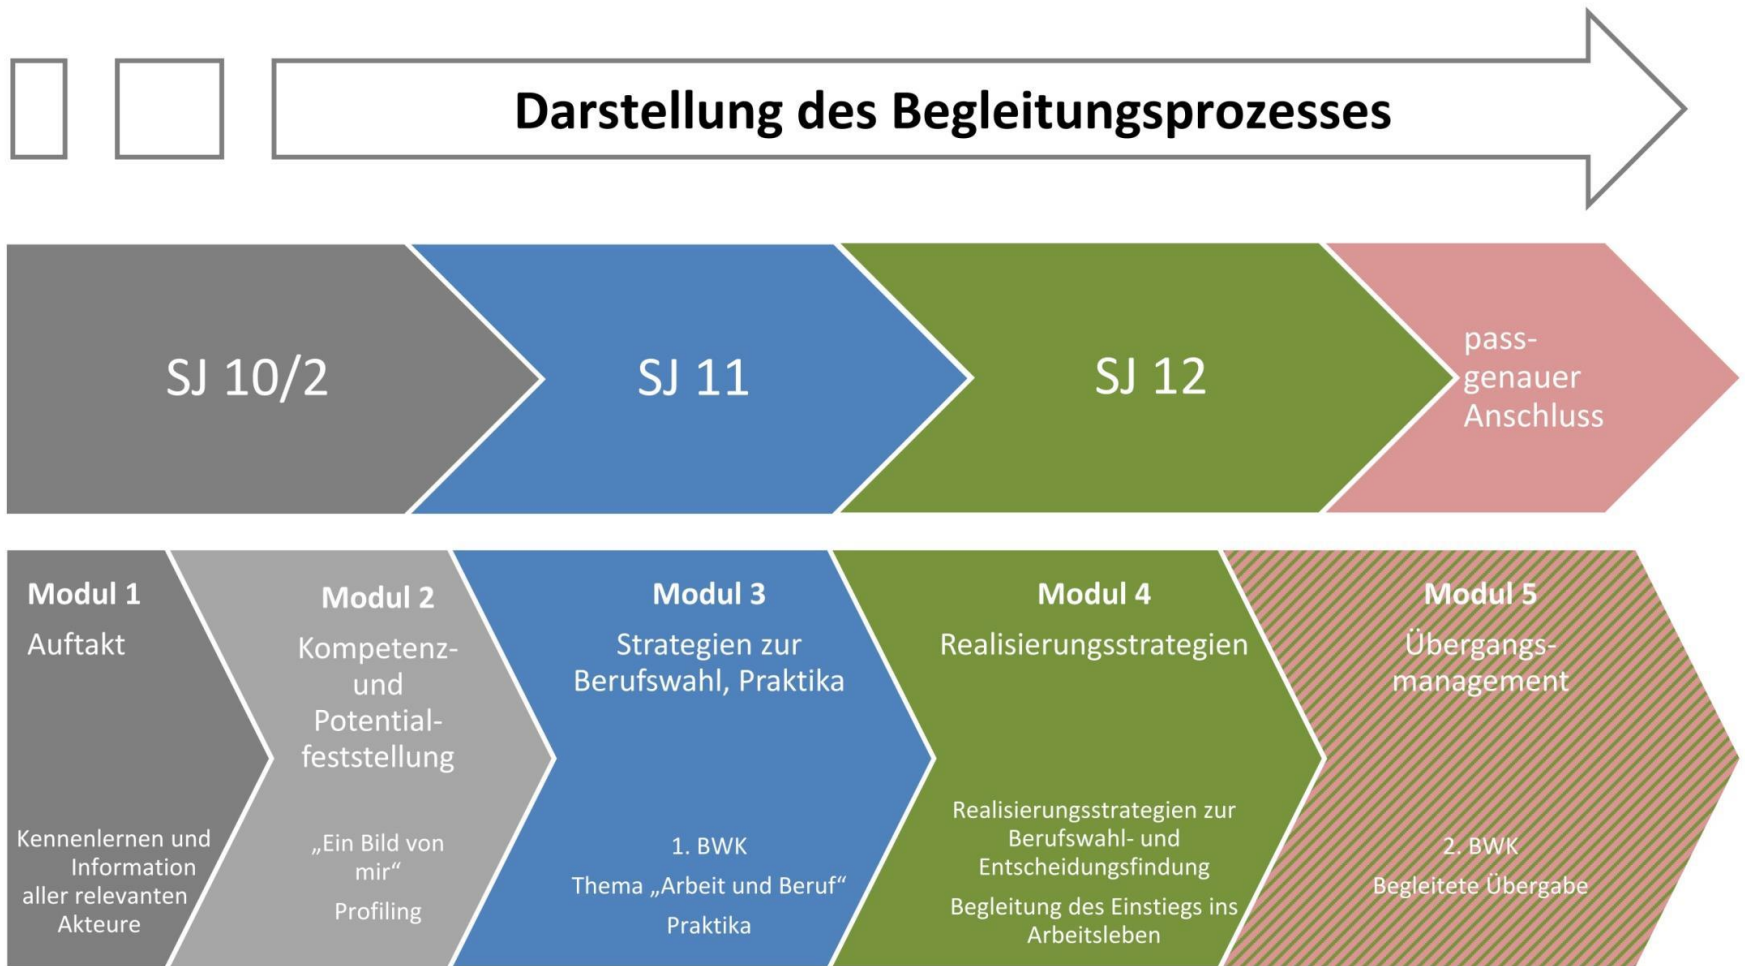 Darstellung des Begleitungsprozesses
SJ 10/2
SJ 11
SJ 12
pass-
genauer
Anschluss
Modul 1
Auftakt
Kennenlernen und
Information
aller relevanten
Akteure
Modul 2
Kompetenz-
und
Potential-
feststellung
„Ein Bild von
mir“
Profiling
Modul 3
Strategien zur
Berufswahl, Praktika
1. BWK
Thema „Arbeit und Beruf“
Praktika
Modul 4
Realisierungsstrategien
Realisierungsstrategien zur
Berufswahl- und
Entscheidungsfindung
Begleitung des Einstiegs ins
Arbeitsleben
Modul 5
Übergangs-
management
2. BWK
Begleitete Übergabe